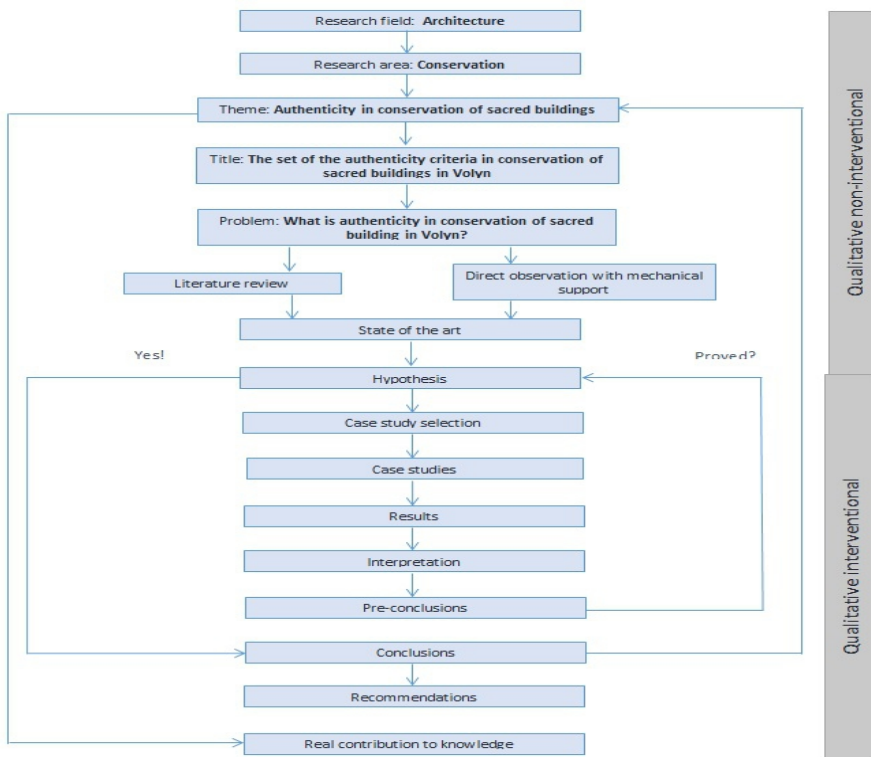 Research field: Architecture
Research area: Conservation
Theme: Authenticity in conservation of sacred buildings
Title: The set of the authenticity criteria in conservation of
sacred buildings in Volyn
Problem: What is authenticity in conservation of sacred
building in Volyn?
Literature review
Direct observation with mechanical
support
State of the art
Yes!
Proved?
Hypothesis
Case study selection
Case studies
Results
Interpretation
Pre-conclusions
Conclusions
Recommendations
Real contribution to knowledge
Qualitative non-interventional
Qualitative interventional